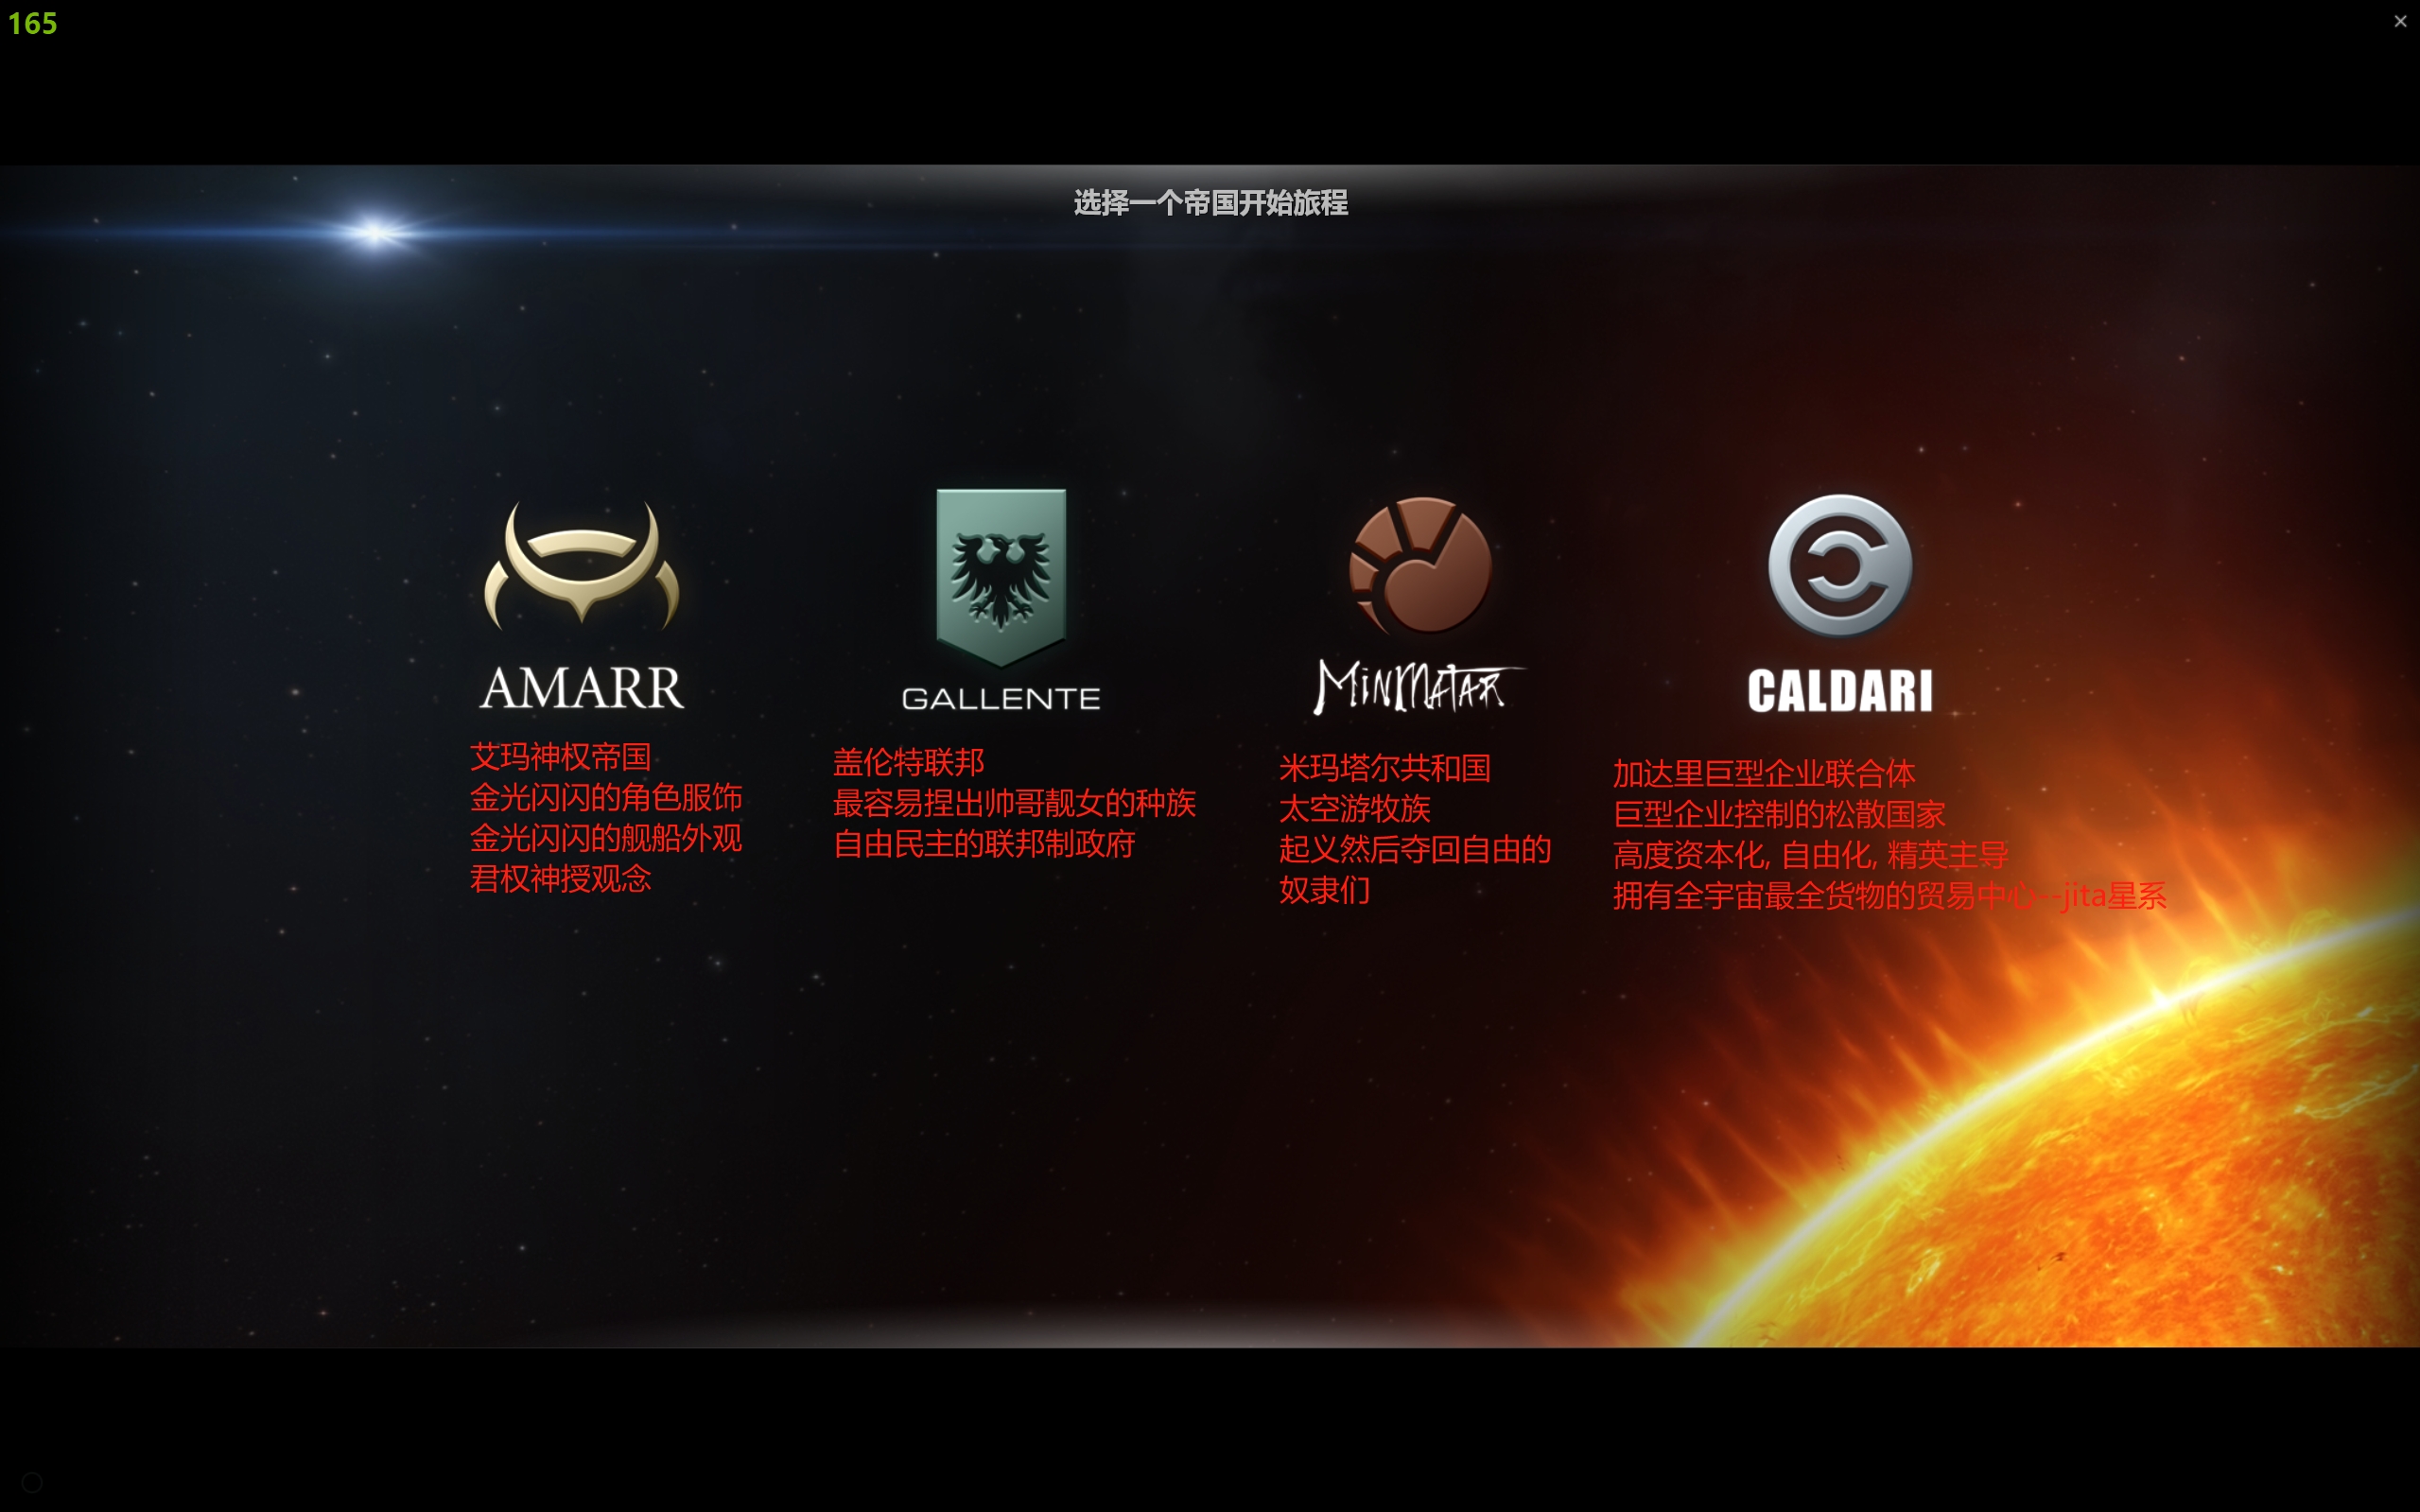 165
×
选择一个帝国开始旅程
AMARR
艾玛神权帝国
金光闪闪的角色服饰
金光闪闪的舰船外观
君权神授观念
GALLENTE
盖伦特联邦
最容易捏出帅哥靓女的种族
自由民主的联邦制政府
MINMATAR
米玛塔尔共和国
太空游牧族
起义然后夺回自由的
奴隶们
CALDARI
加达里巨型企业联合体
巨型企业控制的松散国家
高度资本化, 自由化, 精英主导
拥有全宇宙最全货物的贸易中心--jita星系